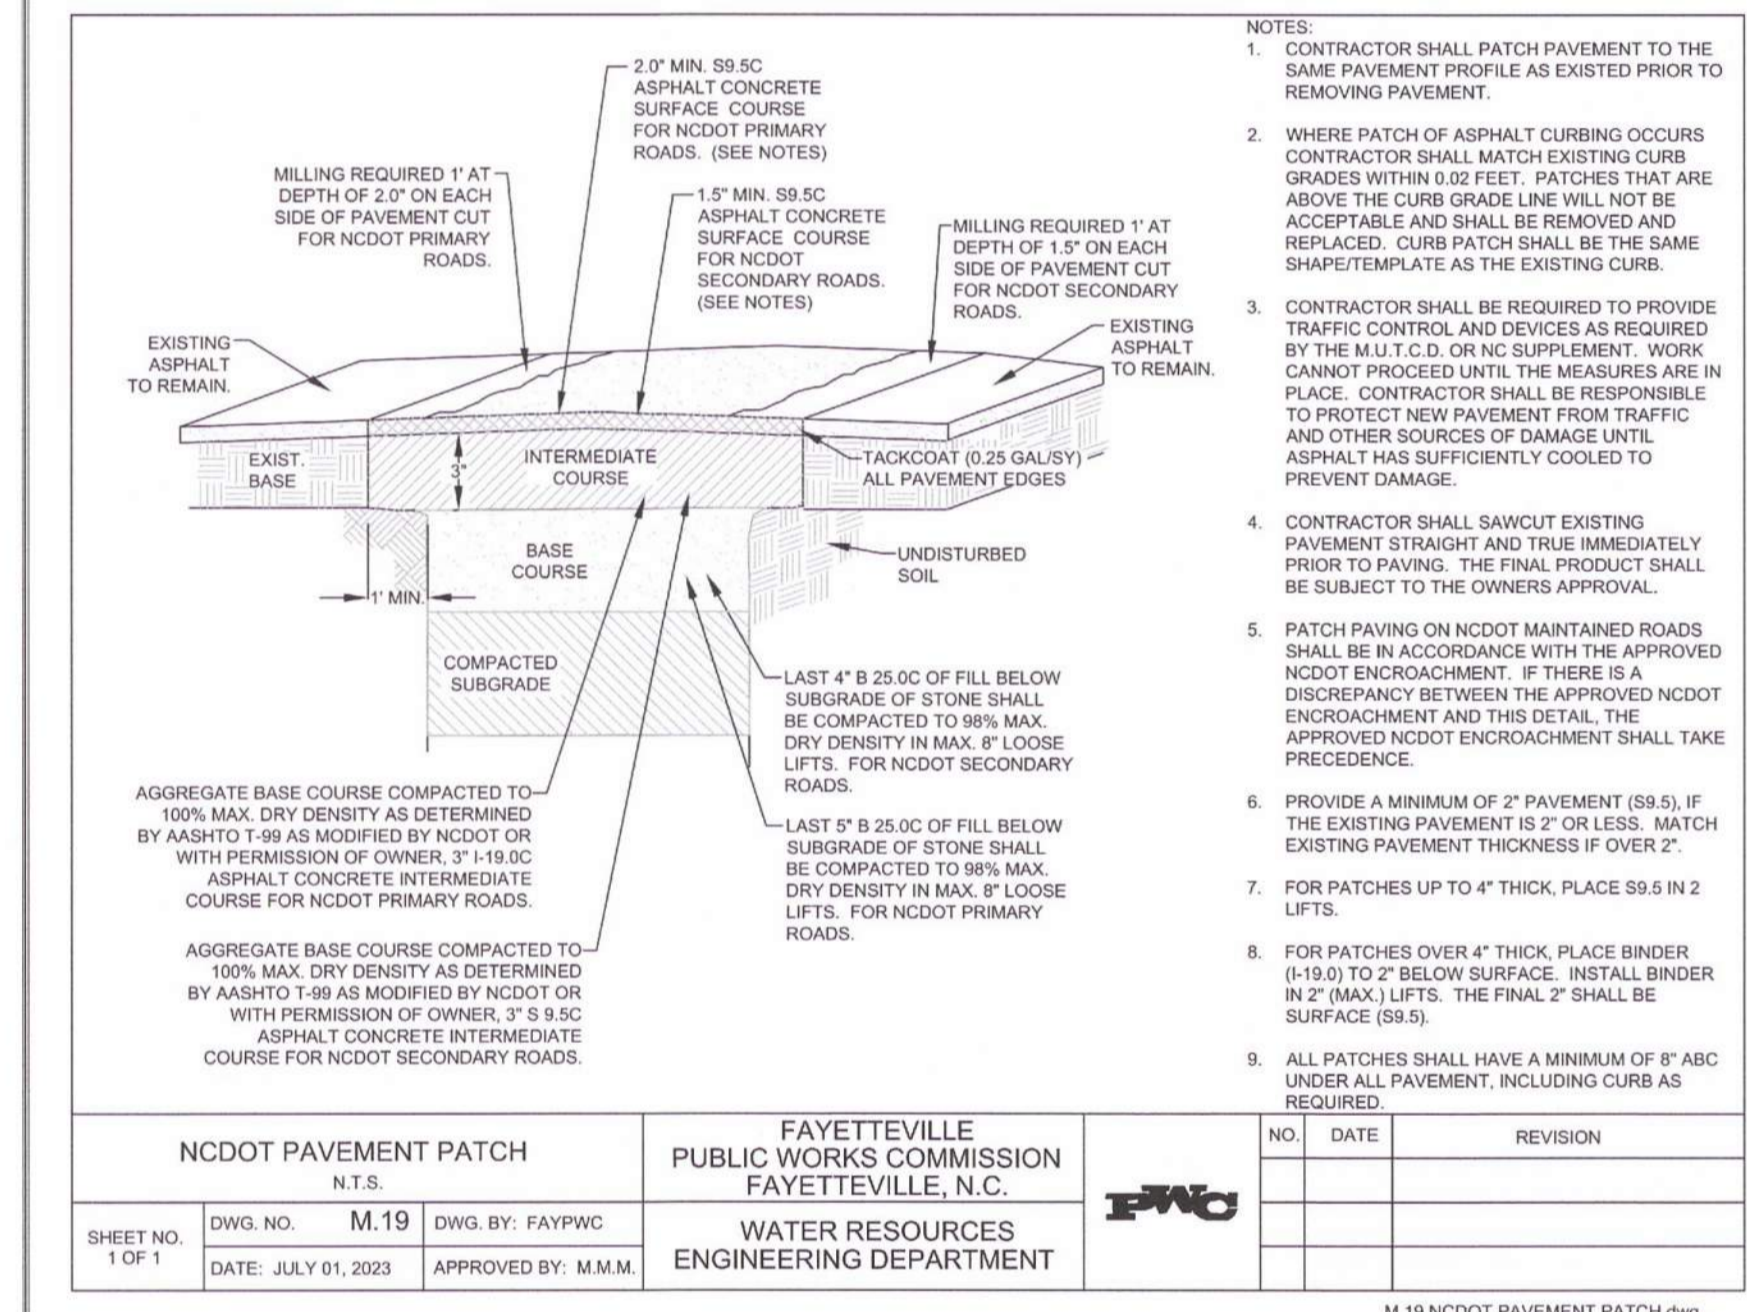 2.0" MIN. S9.5C
ASPHALT CONCRETE
SURFACE COURSE
FOR NCDOT PRIMARY
ROADS. (SEE NOTES)
MILLING REQUIRED 1' AT
DEPTH OF 2.0" ON EACH
SIDE OF PAVEMENT CUT
FOR NCDOT PRIMARY
ROADS.
1.5" MIN. S9.5C
ASPHALT CONCRETE
SURFACE COURSE
FOR NCDOT
SECONDARY ROADS.
(SEE NOTES)
MILLING REQUIRED 1' AT
DEPTH OF 1.5" ON EACH
SIDE OF PAVEMENT CUT
FOR NCDOT SECONDARY
ROADS.
EXISTING
ASPHALT
TO REMAIN.
EXISTING
ASPHALT
TO REMAIN.
EXIST.
BASE
3"
INTERMEDIATE
COURSE
TACKCOAT (0.25 GAL/SY)
ALL PAVEMENT EDGES
BASE
COURSE
UNDISTURBED
SOIL
1' MIN.
COMPACTED
SUBGRADE
LAST 4" B 25.0C OF FILL BELOW
SUBGRADE OF STONE SHALL
BE COMPACTED TO 98% MAX.
DRY DENSITY IN MAX. 8" LOOSE
LIFTS. FOR NCDOT SECONDARY
ROADS.
AGGREGATE BASE COURSE COMPACTED TO
100% MAX. DRY DENSITY AS DETERMINED
BY AASHTO T-99 AS MODIFIED BY NCDOT OR
WITH PERMISSION OF OWNER, 3" I-19.0C
ASPHALT CONCRETE INTERMEDIATE
COURSE FOR NCDOT PRIMARY ROADS.
LAST 5" B 25.0C OF FILL BELOW
SUBGRADE OF STONE SHALL
BE COMPACTED TO 98% MAX.
DRY DENSITY IN MAX. 8" LOOSE
LIFTS. FOR NCDOT PRIMARY
ROADS.
AGGREGATE BASE COURSE COMPACTED TO
100% MAX. DRY DENSITY AS DETERMINED
BY AASHTO T-99 AS MODIFIED BY NCDOT OR
WITH PERMISSION OF OWNER, 3" S 9.5C
ASPHALT CONCRETE INTERMEDIATE
COURSE FOR NCDOT SECONDARY ROADS.
NOTES:
1. CONTRACTOR SHALL PATCH PAVEMENT TO THE
SAME PAVEMENT PROFILE AS EXISTED PRIOR TO
REMOVING PAVEMENT.
2. WHERE PATCH OF ASPHALT CURBING OCCURS
CONTRACTOR SHALL MATCH EXISTING CURB
GRADES WITHIN 0.02 FEET. PATCHES THAT ARE
ABOVE THE CURB GRADE LINE WILL NOT BE
ACCEPTABLE AND SHALL BE REMOVED AND
REPLACED. CURB PATCH SHALL BE THE SAME
SHAPE/TEMPLATE AS THE EXISTING CURB.
3. CONTRACTOR SHALL BE REQUIRED TO PROVIDE
TRAFFIC CONTROL AND DEVICES AS REQUIRED
BY THE M.U.T.C.D. OR NC SUPPLEMENT. WORK
CANNOT PROCEED UNTIL THE MEASURES ARE IN
PLACE. CONTRACTOR SHALL BE RESPONSIBLE
TO PROTECT NEW PAVEMENT FROM TRAFFIC
AND OTHER SOURCES OF DAMAGE UNTIL
ASPHALT HAS SUFFICIENTLY COOLED TO
PREVENT DAMAGE.
4. CONTRACTOR SHALL SAWCUT EXISTING
PAVEMENT STRAIGHT AND TRUE IMMEDIATELY
PRIOR TO PAVING. THE FINAL PRODUCT SHALL
BE SUBJECT TO THE OWNERS APPROVAL.
5. PATCH PAVING ON NCDOT MAINTAINED ROADS
SHALL BE IN ACCORDANCE WITH THE APPROVED
NCDOT ENCROACHMENT. IF THERE IS A
DISCREPANCY BETWEEN THE APPROVED NCDOT
ENCROACHMENT AND THIS DETAIL, THE
APPROVED NCDOT ENCROACHMENT SHALL TAKE
PRECEDENCE.
6. PROVIDE A MINIMUM OF 2" PAVEMENT (S9.5), IF
THE EXISTING PAVEMENT IS 2" OR LESS. MATCH
EXISTING PAVEMENT THICKNESS IF OVER 2".
7. FOR PATCHES UP TO 4" THICK, PLACE S9.5 IN 2
LIFTS.
8. FOR PATCHES OVER 4" THICK, PLACE BINDER
(I-19.0) TO 2" BELOW SURFACE. INSTALL BINDER
IN 2" (MAX.) LIFTS. THE FINAL 2" SHALL BE
SURFACE (S9.5).
9. ALL PATCHES SHALL HAVE A MINIMUM OF 8" ABC
UNDER ALL PAVEMENT, INCLUDING CURB AS
REQUIRED.
NCDOT PAVEMENT PATCH
N.T.S.
SHEET NO.
1 OF 1
DWG. NO. M.19
DWG. BY: FAYPWC
DATE: JULY 01, 2023
APPROVED BY: M.M.M.
FAYETTEVILLE
PUBLIC WORKS COMMISSION
FAYETTEVILLE, N.C.
WATER RESOURCES
ENGINEERING DEPARTMENT
PWC
NO. DATE REVISION
M.19 NCDOT PAVEMENT PATCH.dwg